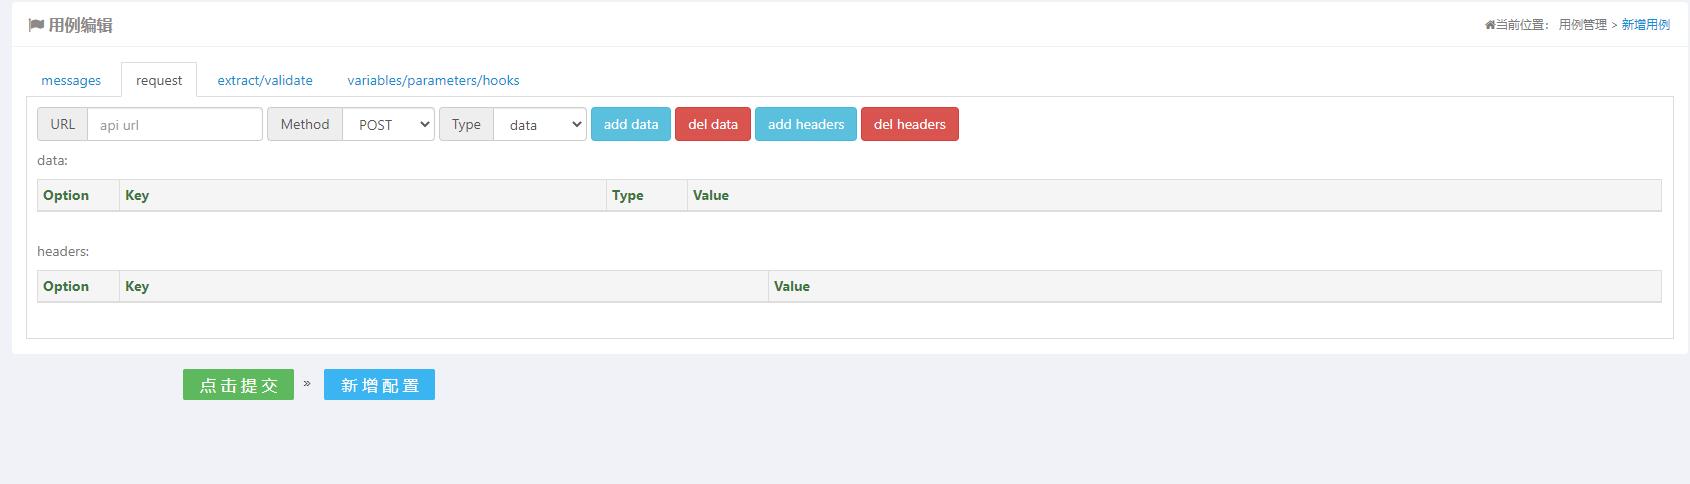 用例编辑 当前位置： 用例管理 > 新增用例
messages request extract/validate variables/parameters/hooks
URL api url Method POST Type data add data del data add headers del headers
data:
Option Key Type Value
headers:
Option Key Value
点击提交 » 新增配置